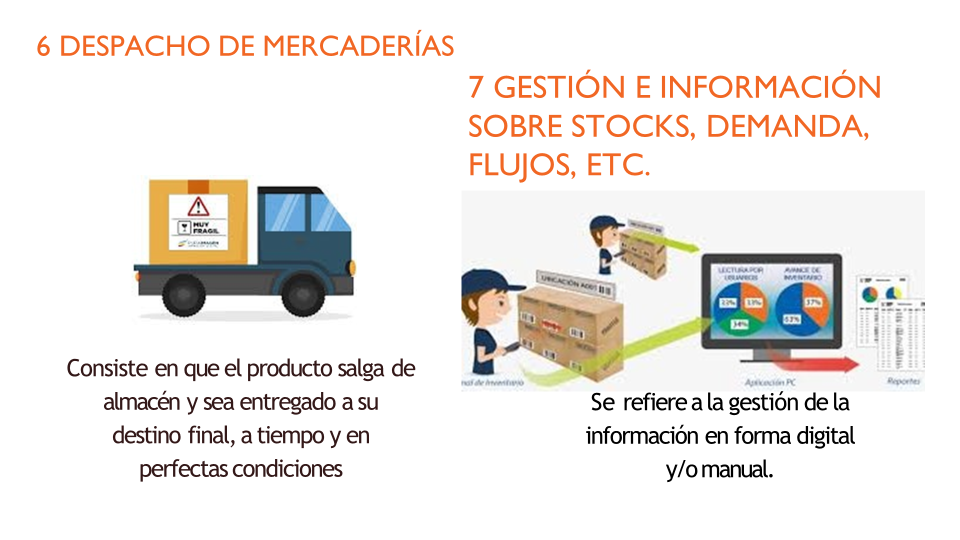 6 DESPACHO DE MERCADERÍAS
7 GESTIÓN E INFORMACIÓN
SOBRE STOCKS, DEMANDA,
FLUJOS, ETC.
MUY
FRAGIL
Consiste en que el producto salga de
almacén y sea entregado a su
destino final, a tiempo y en
perfectas condiciones
UBICACIÓN A001
LECTURA POR
USUARIOS
AVANCE DE
INVENTARIO
33%
33%
34%
37%
63%
nal de Inventario
Aplicación PC
Reportes
Se refiere a la gestión de la
información en forma digital
y/o manual.